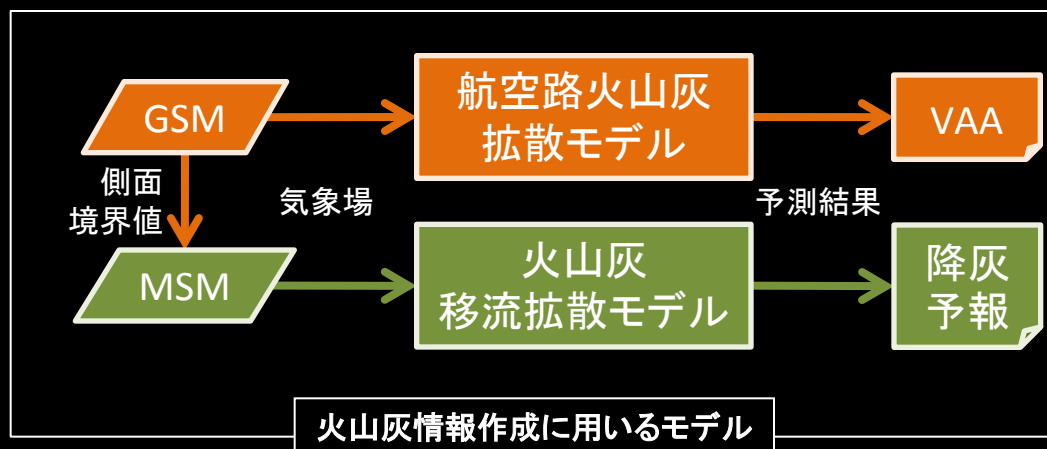 GSM
航空路火山灰
拡散モデル
VAA
側面
境界値
気象場
予測結果
MSM
火山灰
移流拡散モデル
降灰
予報
火山灰情報作成に用いるモデル